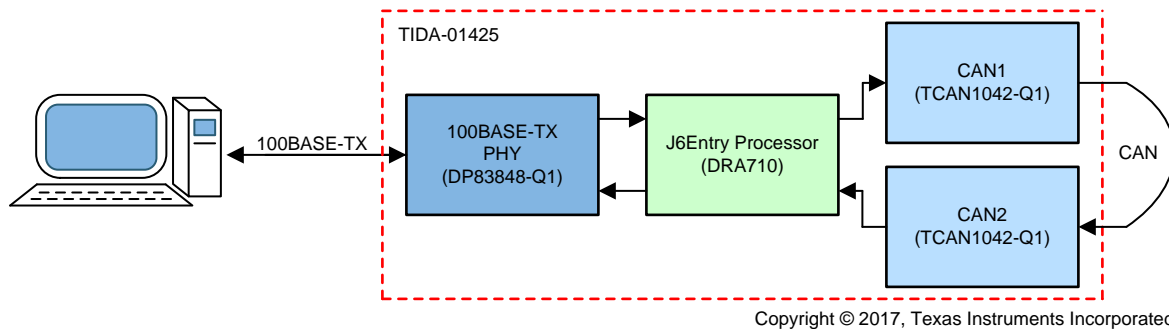 TIDA-01425
100BASE-TX
100BASE-TX
PHY
(DP83848-Q1)
J6Entry Processor
(DRA710)
CAN1
(TCAN1042-Q1)
CAN2
(TCAN1042-Q1)
CAN
Copyright © 2017, Texas Instruments Incorporated